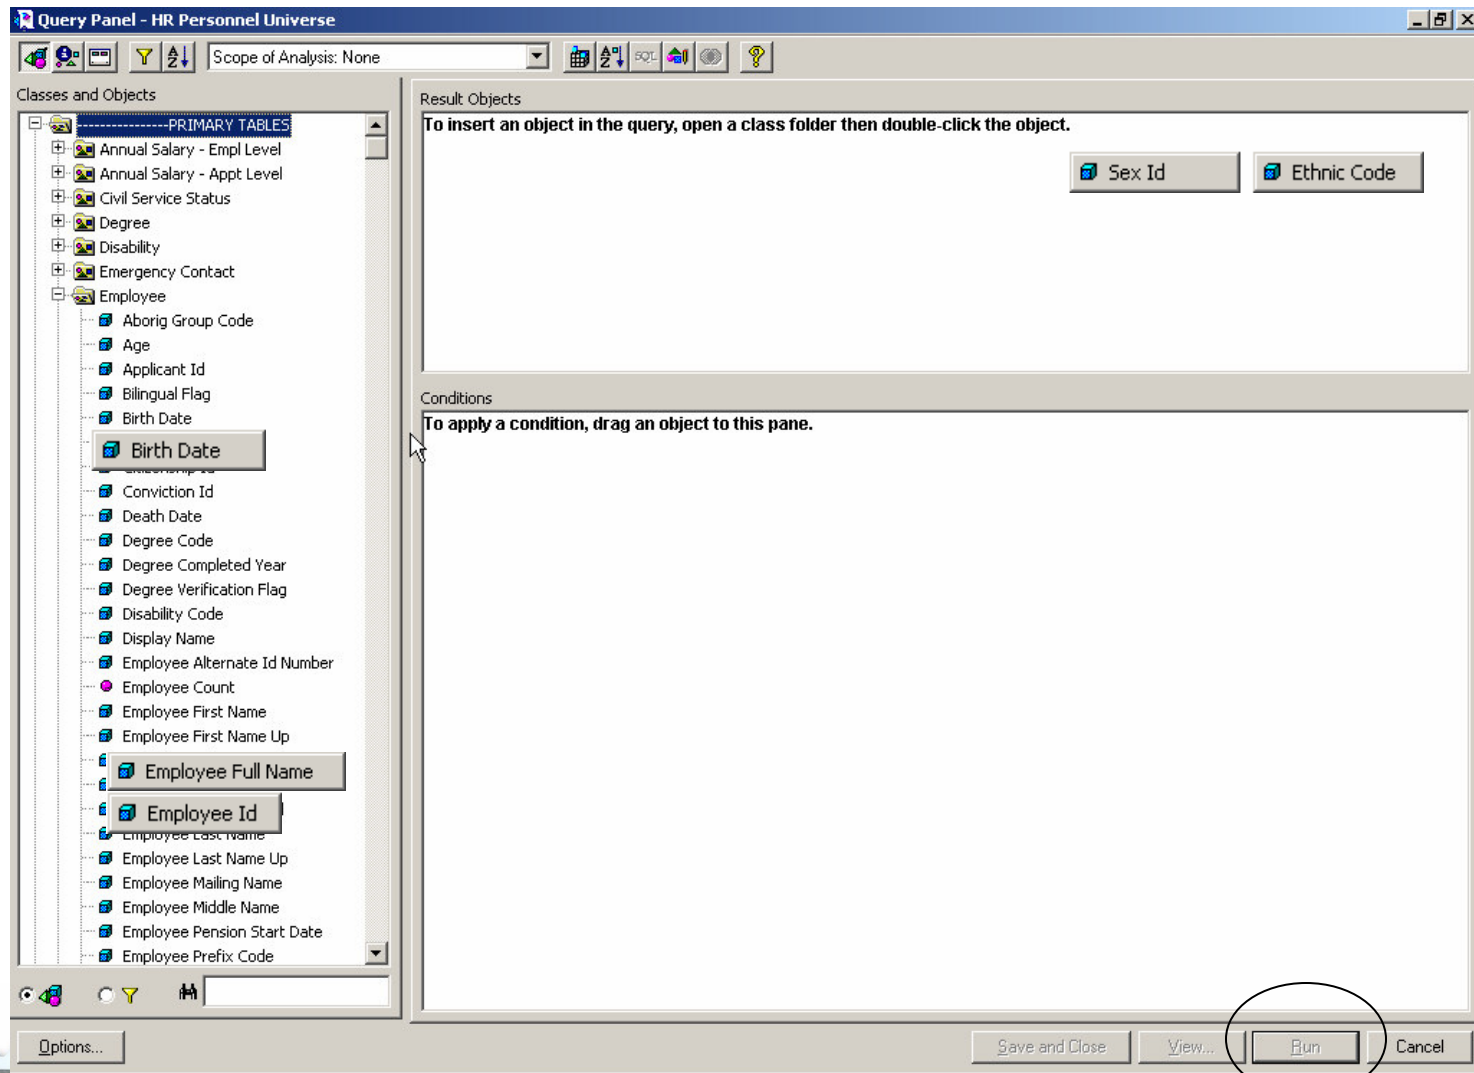 Query Panel - HR Personnel Universe
Scope of Analysis: None
SQL
Classes and Objects
---------------PRIMARY TABLES
Annual Salary - Empl Level
Annual Salary - Appt Level
Civil Service Status
Degree
Disability
Emergency Contact
Employee
Aborig Group Code
Age
Applicant Id
Bilingual Flag
Birth Date
Birth Date
Conviction Id
Death Date
Degree Code
Degree Completed Year
Degree Verification Flag
Disability Code
Display Name
Employee Alternate Id Number
Employee Count
Employee First Name
Employee First Name Up
Employee Full Name
Employee Id
Employee Last Name
Employee Last Name Up
Employee Mailing Name
Employee Middle Name
Employee Pension Start Date
Employee Prefix Code
Result Objects
To insert an object in the query, open a class folder then double-click the object.
Sex Id
Ethnic Code
Conditions
To apply a condition, drag an object to this pane.
Options...
Save and Close
View...
Run
Cancel